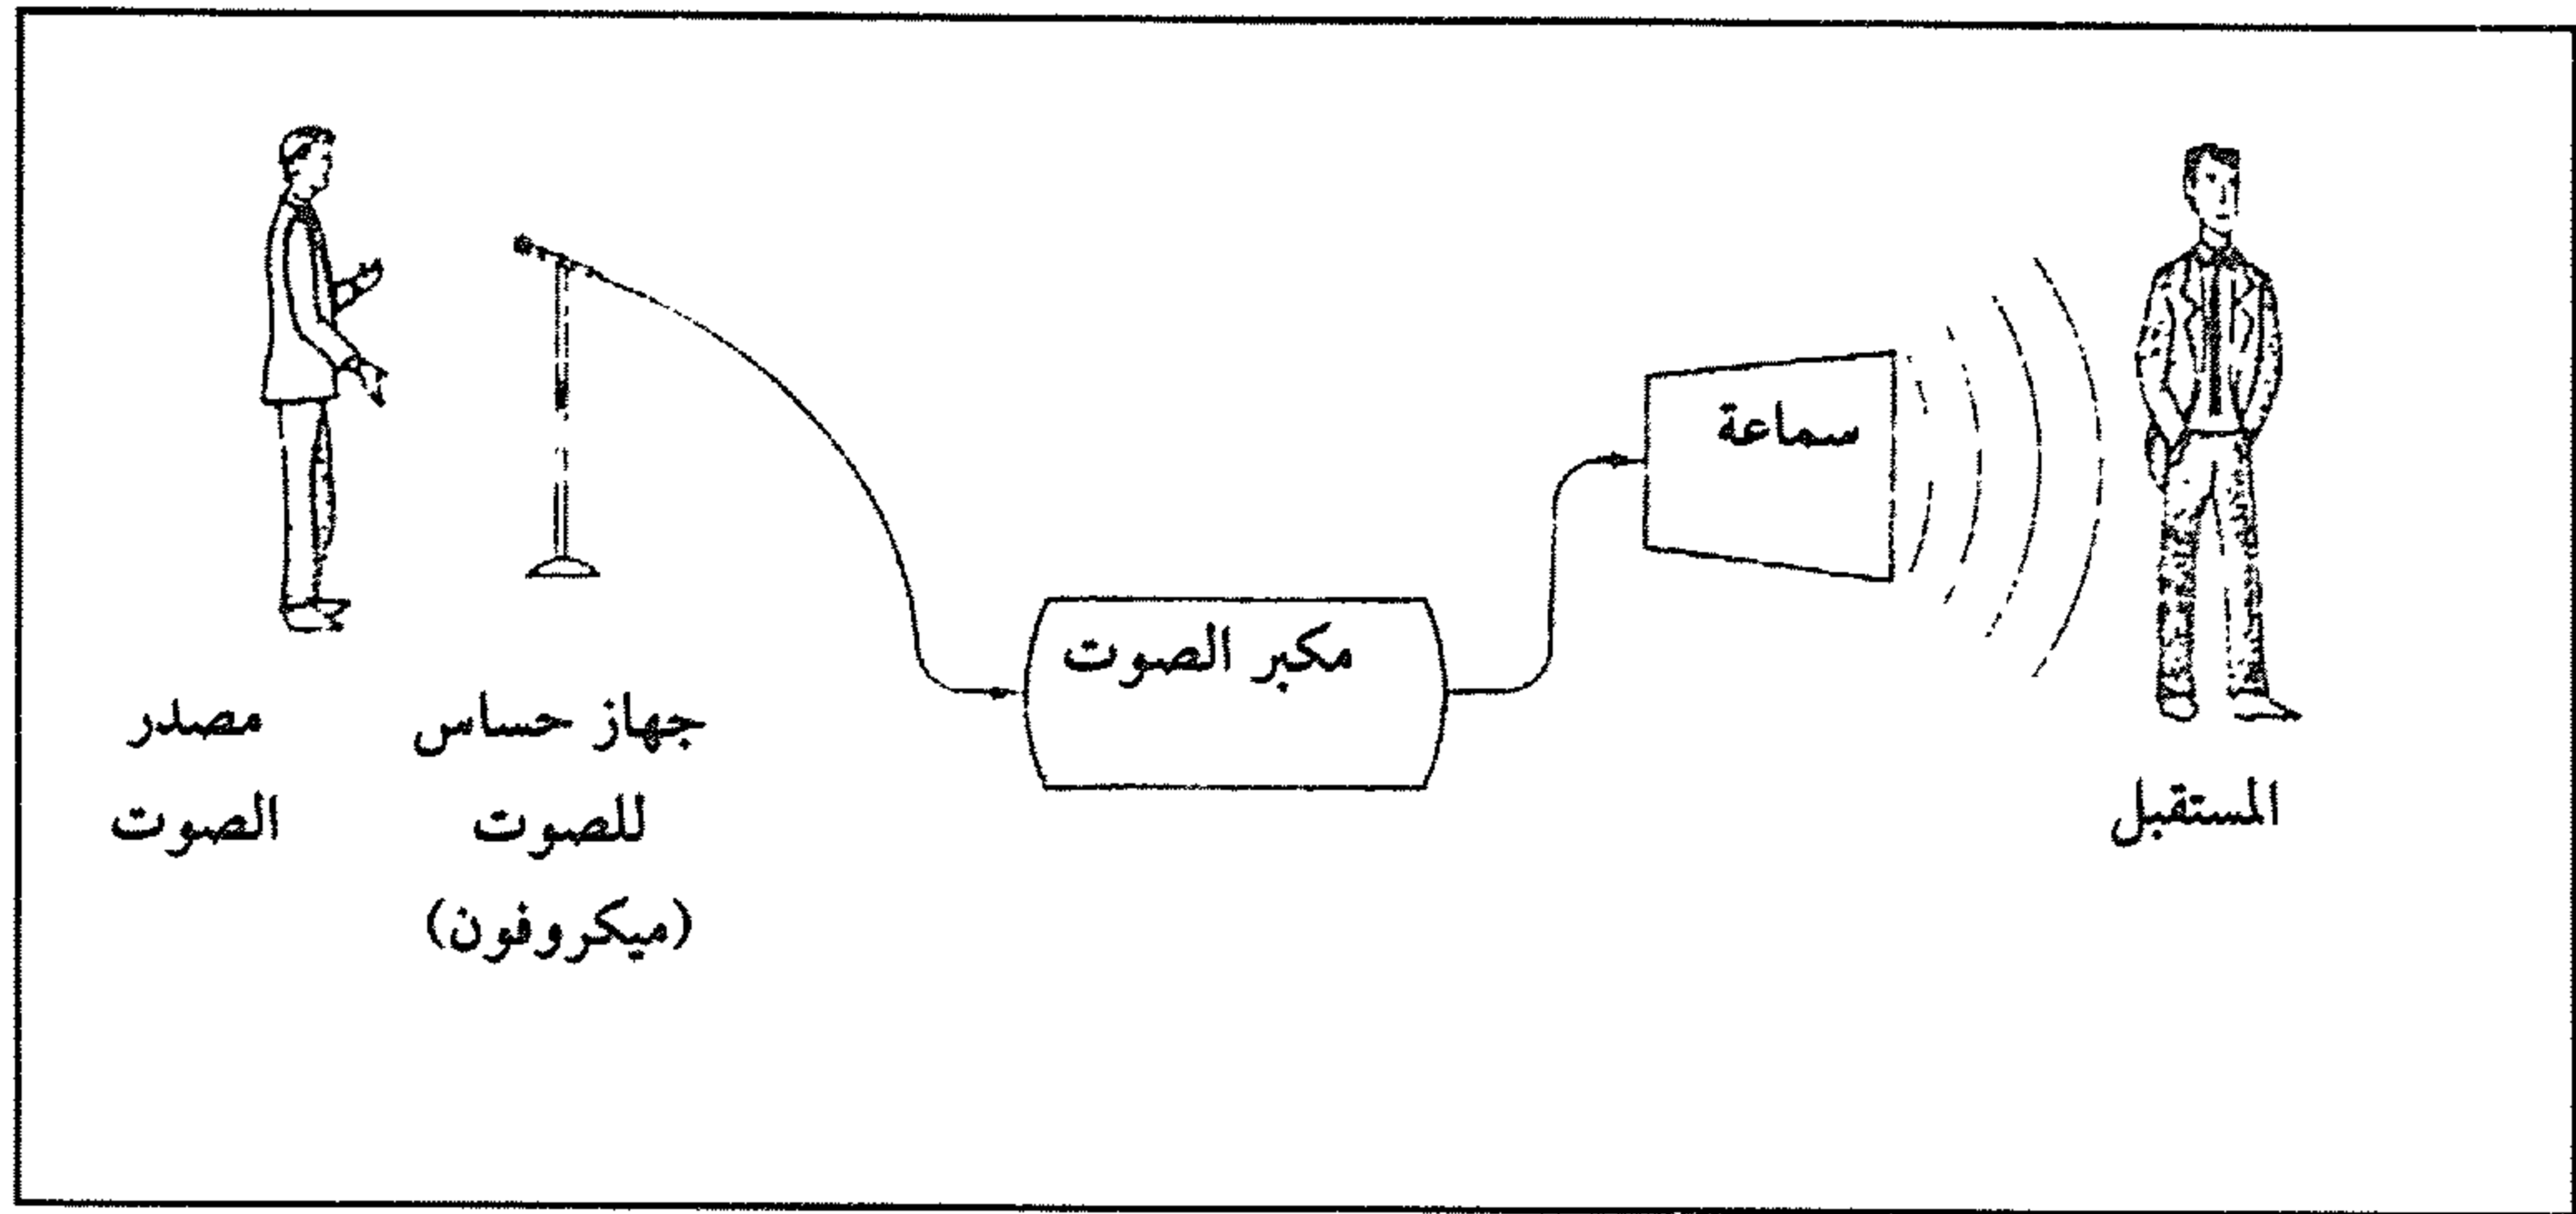 سماعة
مكبر الصوت
مصدر
الصوت
جهاز حساس
للصوت
(ميكروفون)
المستقبل